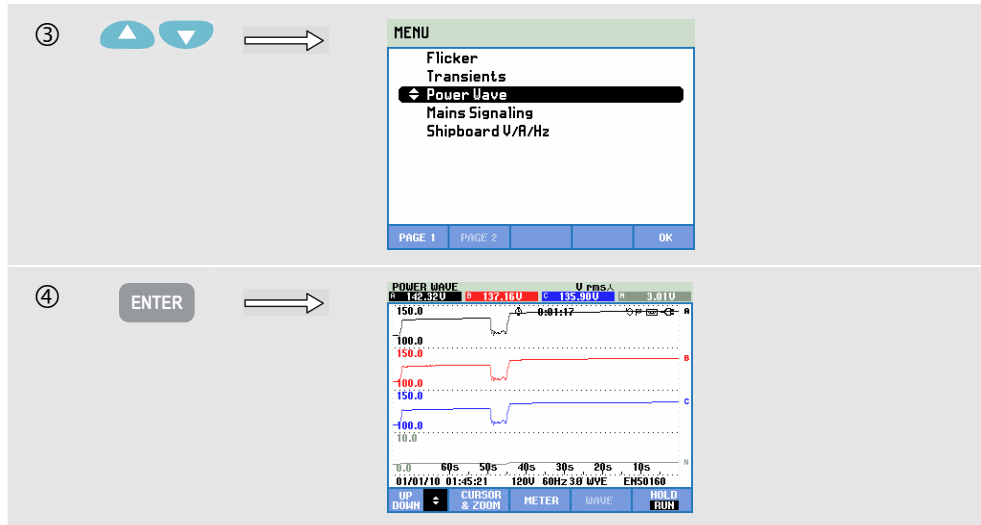 ③
MENU
Flicker
Transients
Power Wave
Mains Signaling
Shipboard V/A/Hz
PAGE 1 PAGE 2 OK
④ ENTER
POWER WAVE V rms
A 142.32V B 137.16V C 135.90V N 3.01V
150.0 0:01:17 A
100.0
150.0 B
100.0
150.0 C
100.0
10.0
0.0 60s 50s 40s 30s 20s 10s N
01/01/10 01:45:21 120V 60Hz 3Ø WYE EN50160
UP DOWN CURSOR & ZOOM METER WAVE HOLD RUN